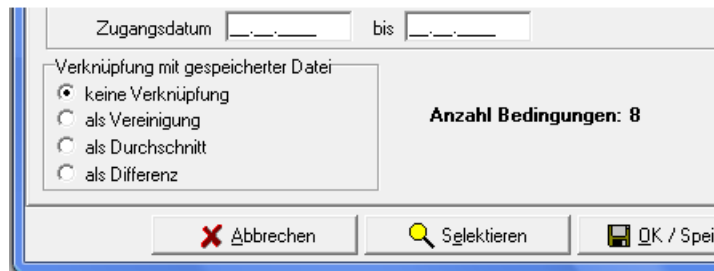 Zugangsdatum __.__.____ bis __.__.____
Verknüpfung mit gespeicherter Datei
keine Verknüpfung
als Vereinigung
als Durchschnitt
als Differenz
Anzahl Bedingungen: 8
Abbrechen Selektieren OK / Spei